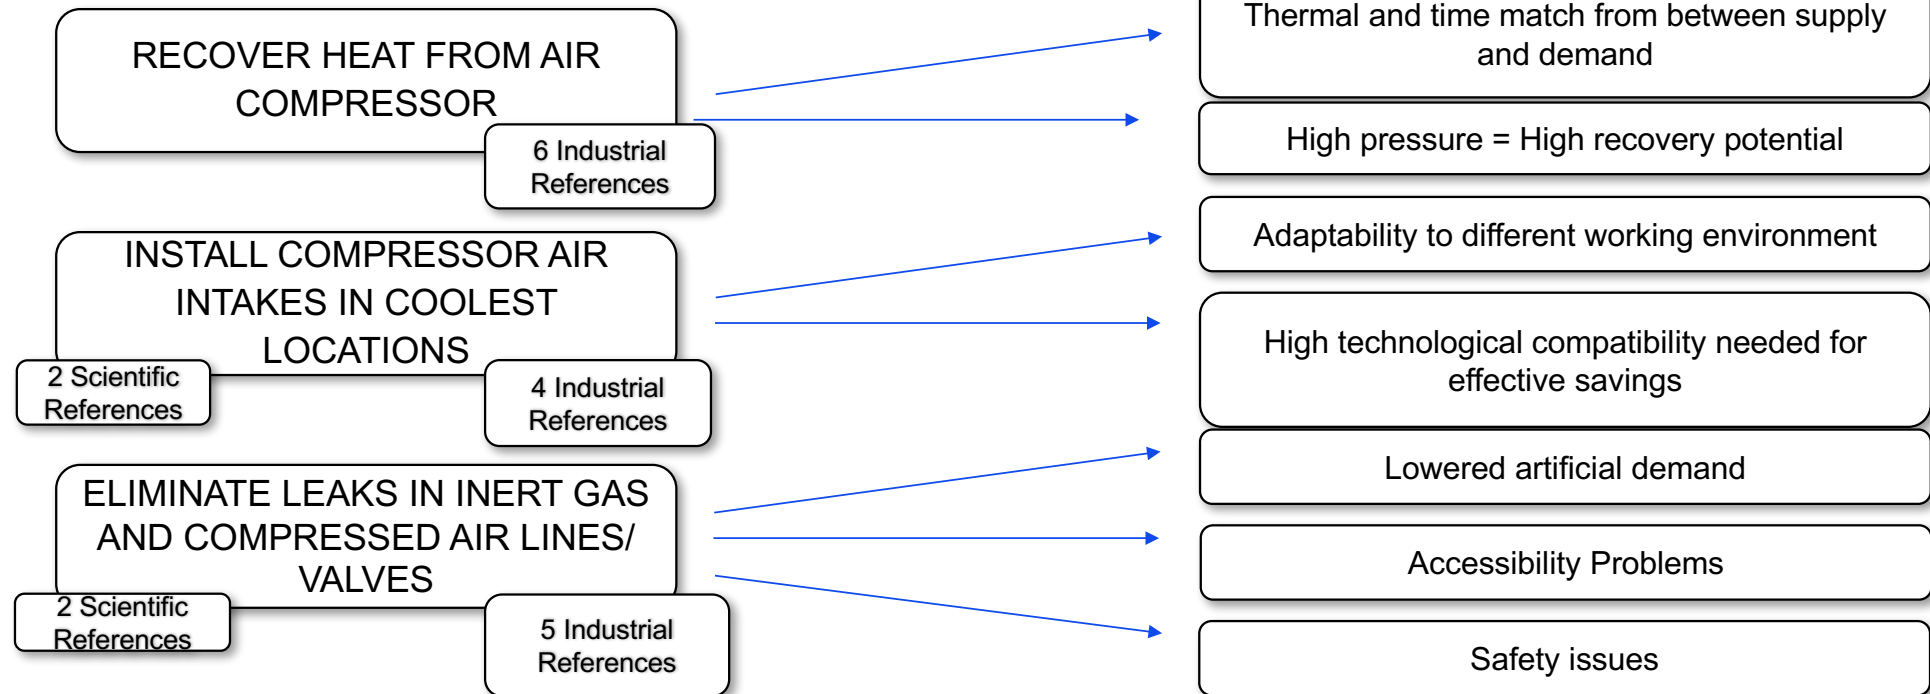 RECOVER HEAT FROM AIR
COMPRESSOR
6 Industrial
References
Thermal and time match from between supply
and demand
High pressure = High recovery potential
INSTALL COMPRESSOR AIR
INTAKES IN COOLEST
LOCATIONS
2 Scientific
References
4 Industrial
References
Adaptability to different working environment
High technological compatibility needed for
effective savings
ELIMINATE LEAKS IN INERT GAS
AND COMPRESSED AIR LINES/
VALVES
2 Scientific
References
5 Industrial
References
Lowered artificial demand
Accessibility Problems
Safety issues